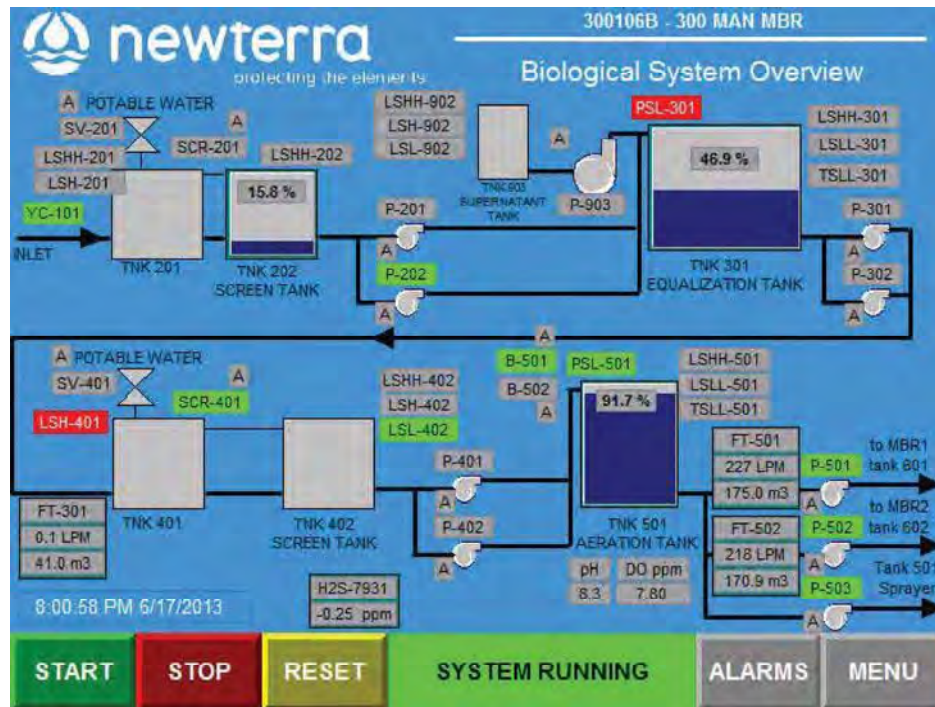 newterra
protecting the elements
300106B - 300 MAN MBR
Biological System Overview
A POTABLE WATER
SV-201
A
SCR-201
LSHH-201
LSH-201
LSHH-202
YC-101
INLET
TNK 201
15.8 %
TNK 202
SCREEN TANK
LSHH-902
LSH-902
LSL-902
TNK 903
SUPERNATANT
TANK
A
P-903
P-201
A
P-202
A
PSL-301
46.9 %
TNK 301
EQUALIZATION TANK
LSHH-301
LSLL-301
TSLL-301
P-301
A
P-302
A
A
A POTABLE WATER
SV-401
A
SCR-401
LSH-401
TNK 401
TNK 402
SCREEN TANK
LSHH-402
LSH-402
LSL-402
P-401
A
P-402
A
B-501
B-502
A
PSL-501
91.7 %
TNK 501
AERATION TANK
LSHH-501
LSLL-501
TSLL-501
pH
8.3
DO ppm
7.80
FT-501
227 LPM
175.0 m3
P-501
A
to MBR1
tank 601
FT-502
218 LPM
170.9 m3
P-502
A
to MBR2
tank 602
P-503
A
Tank 501
Sprayer
FT-301
0.1 LPM
41.0 m3
H2S-7931
-0.25 ppm
8:00:58 PM 6/17/2013
START
STOP
RESET
SYSTEM RUNNING
ALARMS
MENU